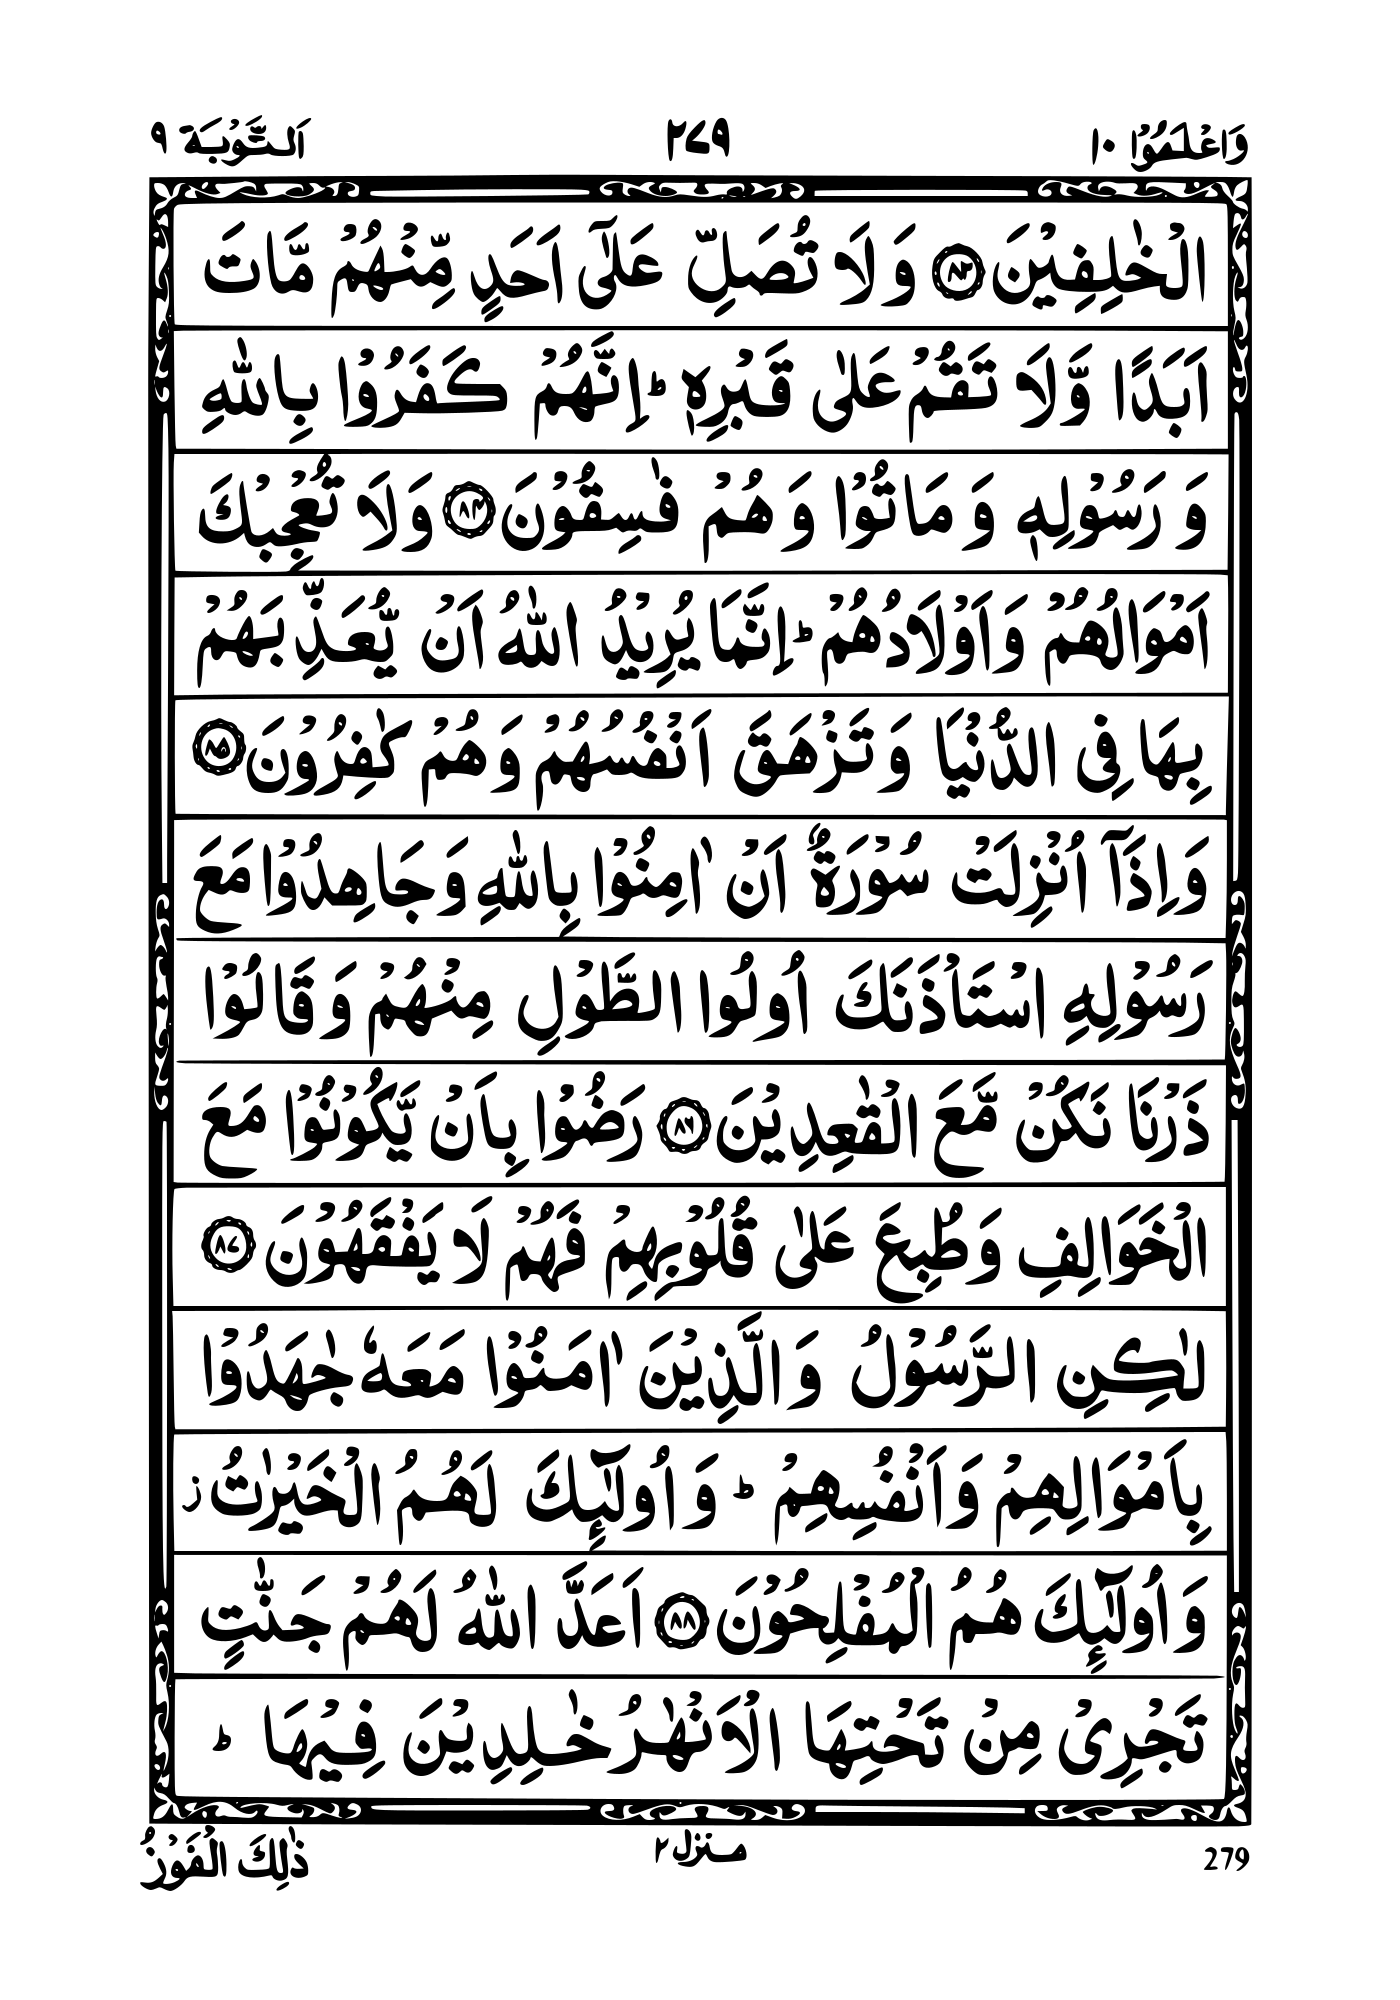 وَاعْلَمُوْٓا ١٠ ٢٧٩ اَلتَّوْبَة ٩
الْخٰلِفِيْنَ ﴿٨٣﴾ وَ لَا تُصَلِّ عَلٰٓى اَحَدٍ مِّنْهُمْ مَّاتَ
اَبَدًا وَّ لَا تَقُمْ عَلٰى قَبْرِهٖ ؕ اِنَّهُمْ كَفَرُوْا بِاللّٰهِ
وَ رَسُوْلِهٖ وَ مَاتُوْا وَ هُمْ فٰسِقُوْنَ ﴿٨٤﴾ وَ لَا تُعْجِبْكَ
اَمْوَالُهُمْ وَ اَوْلَادُهُمْ ؕ اِنَّمَا يُرِيْدُ اللّٰهُ اَنْ يُّعَذِّبَهُمْ
بِهَا فِى الدُّنْيَا وَ تَزْهَقَ اَنْفُسُهُمْ وَ هُمْ كٰفِرُوْنَ ﴿٨٥﴾
وَ اِذَآ اُنْزِلَتْ سُوْرَةٌ اَنْ اٰمِنُوْا بِاللّٰهِ وَ جَاهِدُوْا مَعَ
رَسُوْلِهِ اسْتَاْذَنَكَ اُولُوا الطَّوْلِ مِنْهُمْ وَ قَالُوْا
ذَرْنَا نَكُنْ مَّعَ الْقٰعِدِيْنَ ﴿٨٦﴾ رَضُوْا بِاَنْ يَّكُوْنُوْا مَعَ
الْخَوَالِفِ وَ طُبِعَ عَلٰى قُلُوْبِهِمْ فَهُمْ لَا يَفْقَهُوْنَ ﴿٨٧﴾
لٰكِنِ الرَّسُوْلُ وَ الَّذِيْنَ اٰمَنُوْا مَعَهٗ جٰهَدُوْا
بِاَمْوَالِهِمْ وَ اَنْفُسِهِمْ ؕ وَ اُولٰٓئِكَ لَهُمُ الْخَيْرٰتُ ز
وَ اُولٰٓئِكَ هُمُ الْمُفْلِحُوْنَ ﴿٨٨﴾ اَعَدَّ اللّٰهُ لَهُمْ جَنّٰتٍ
تَجْرِىْ مِنْ تَحْتِهَا الْاَنْهٰرُ خٰلِدِيْنَ فِيْهَا ؕ
279 منزل ٢ ذٰلِكَ الْفَوْزُ